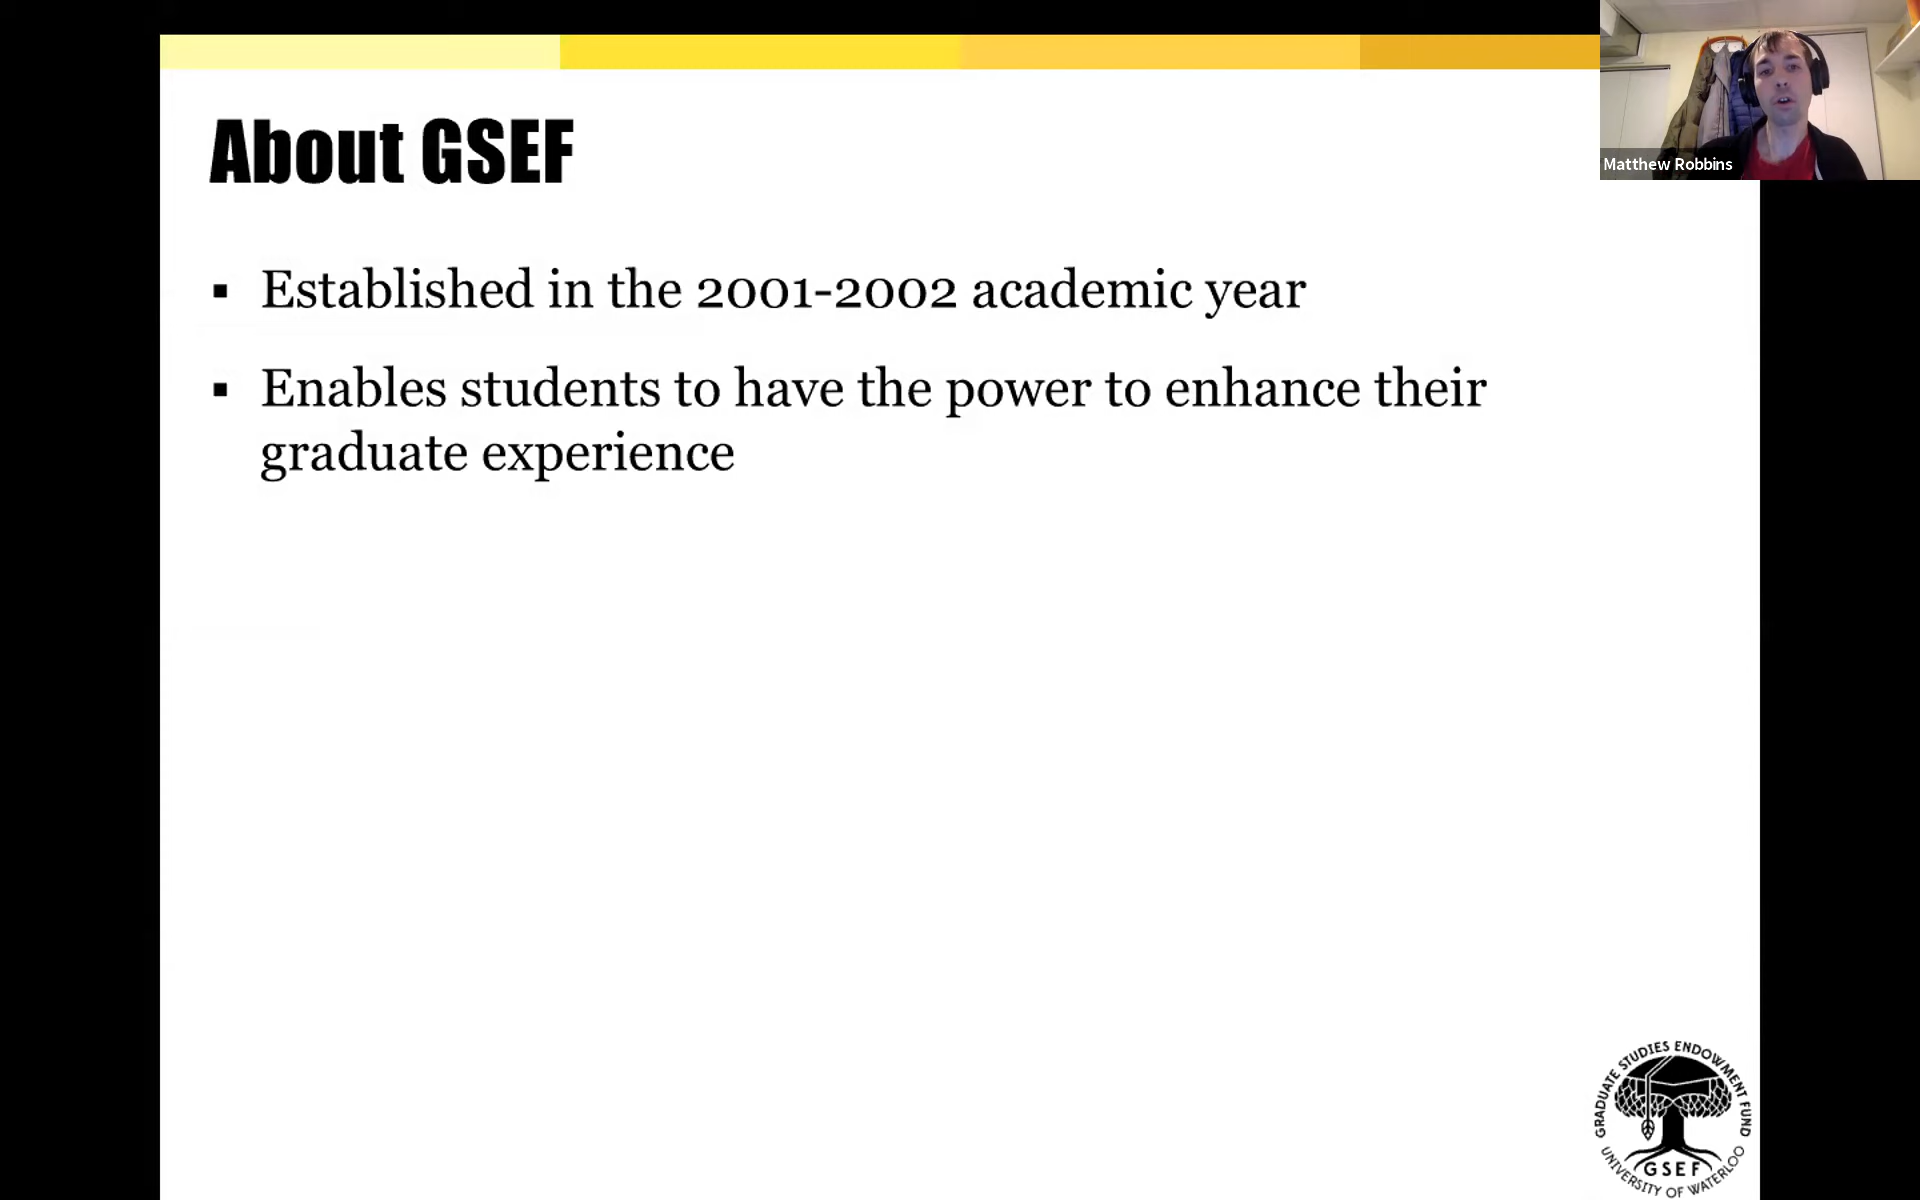 About GSEF
Matthew Robbins
▪ Established in the 2001-2002 academic year
▪ Enables students to have the power to enhance their
graduate experience
GRADUATE STUDIES ENDOWMENT FUND
GSEF
UNIVERSITY OF WATERLOO